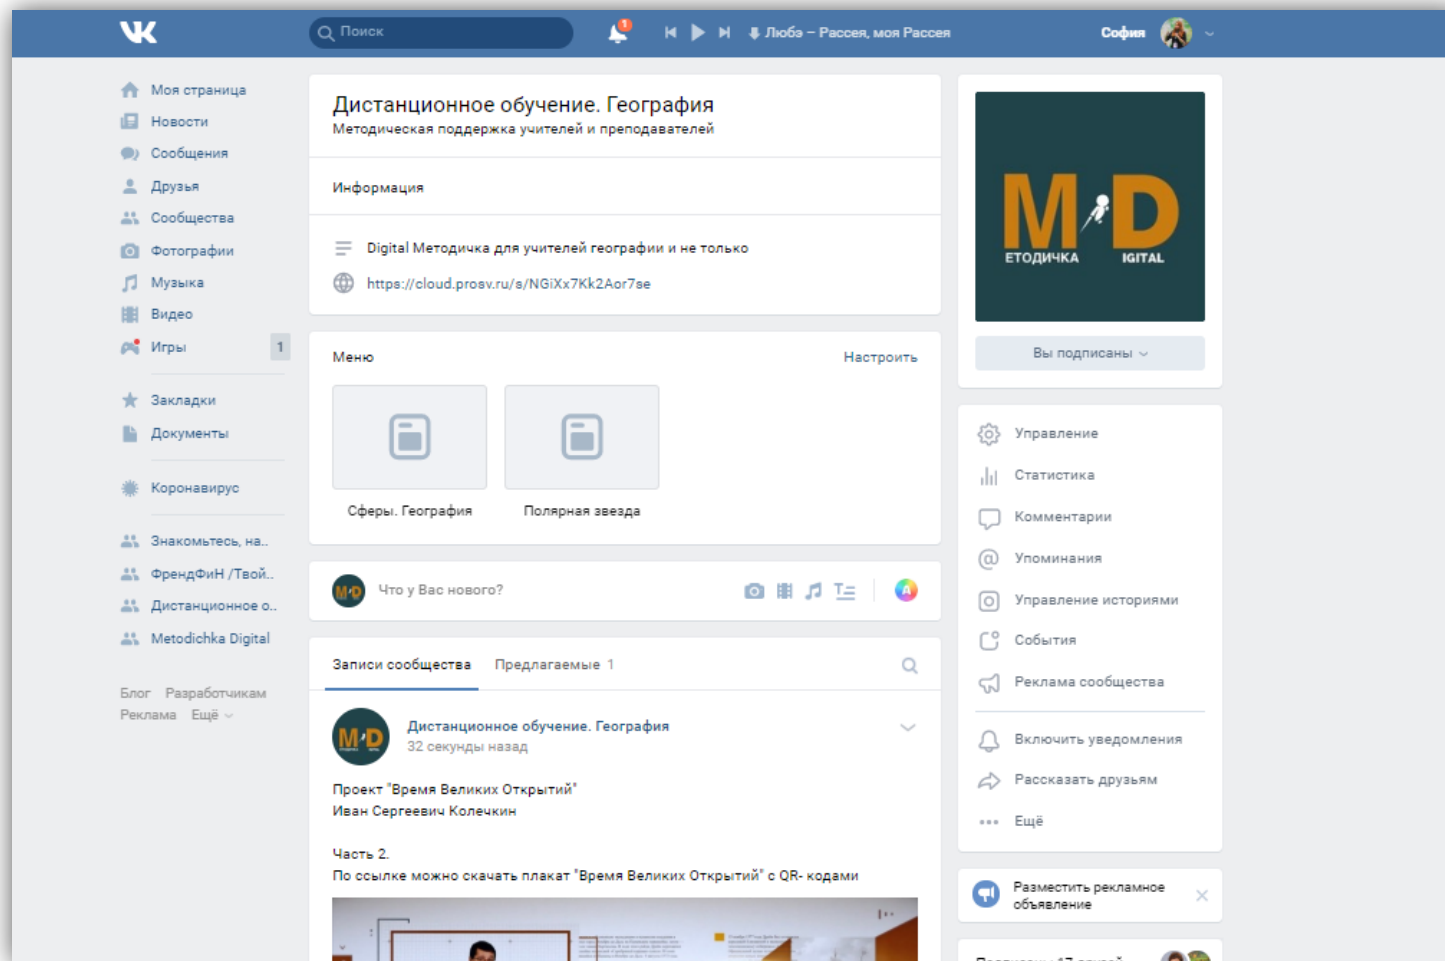 Поиск
1
Любэ – Рассея, моя Рассея
София
Моя страница
Новости
Сообщения
Друзья
Сообщества
Фотографии
Музыка
Видео
Игры
1
Закладки
Документы
Коронавирус
Знакомьтесь, на..
ФрендФиН /Твой..
Дистанционное о..
Metodichka Digital
Блог Разработчикам
Реклама Ещё
Дистанционное обучение. География
Методическая поддержка учителей и преподавателей
Информация
Digital Методичка для учителей географии и не только
https://cloud.prosv.ru/s/NGiXx7Kk2Aor7se
Меню
Настроить
Сферы. География
Полярная звезда
Что у Вас нового?
Записи сообщества
Предлагаемые 1
Дистанционное обучение. География
32 секунды назад
Проект "Время Великих Открытий"
Иван Сергеевич Колечкин
Часть 2.
По ссылке можно скачать плакат "Время Великих Открытий" с QR- кодами
M D
ЕТОДИЧКА IGITAL
Вы подписаны
Управление
Статистика
Комментарии
Упоминания
Управление историями
События
Реклама сообщества
Включить уведомления
Рассказать друзьям
Ещё
Разместить рекламное
объявление